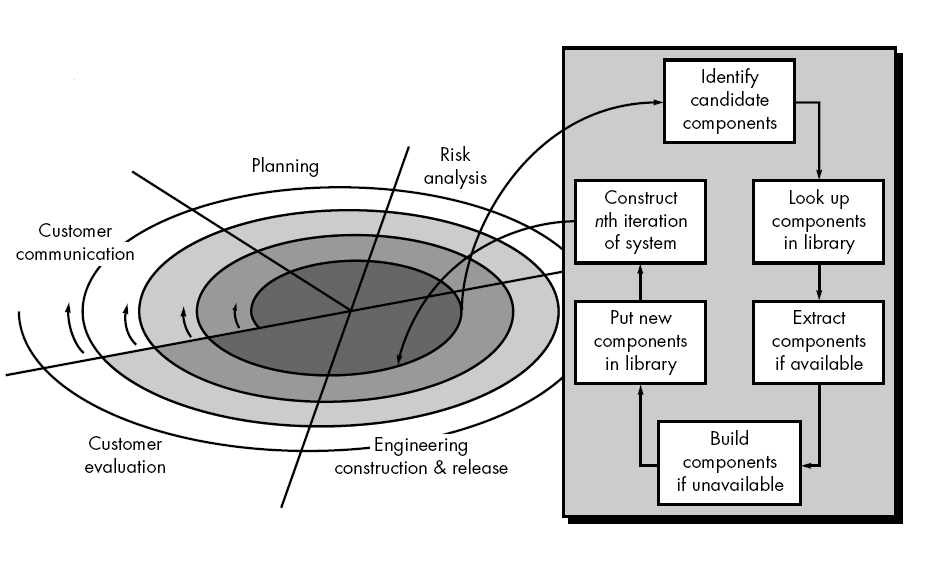 Planning
Risk
analysis
Customer
communication
Customer
evaluation
Engineering
construction & release
Identify
candidate
components
Look up
components
in library
Extract
components
if available
Build
components
if unavailable
Put new
components
in library
Construct
nth iteration
of system